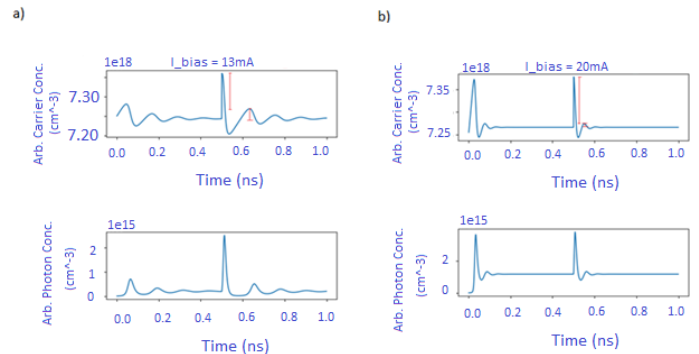 a)
1e18
I_bias = 13mA
Arb. Carrier Conc.
(cm^-3)
7.30
7.20
0.0 0.2 0.4 0.6 0.8 1.0
Time (ns)
1e15
Arb. Photon Conc.
(cm^-3)
2
1
0
0.0 0.2 0.4 0.6 0.8 1.0
Time (ns)
b)
1e18
I_bias = 20mA
Arb. Carrier Conc.
(cm^-3)
7.35
7.25
0.0 0.2 0.4 0.6 0.8 1.0
Time (ns)
1e15
Arb. Photon Conc.
(cm^-3)
2
0
0.0 0.2 0.4 0.6 0.8 1.0
Time (ns)